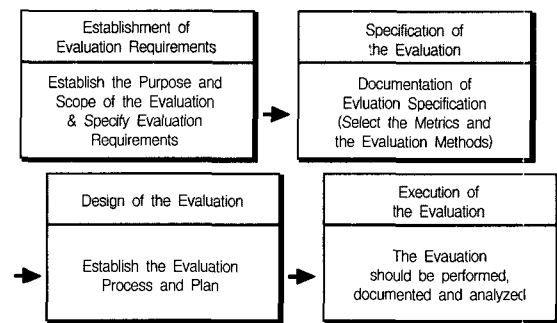 Establishment of
Evaluation Requirements
Establish the Purpose and
Scope of the Evaluation
& Specify Evaluation
Requirements
Specification of
the Evaluation
Documentation of
Evluation Specification
(Select the Metrics and
the Evaluation Methods)
Design of the Evaluation
Establish the Evaluation
Process and Plan
Execution of
the Evaluation
The Evauation
should be performed,
documented and analyzed